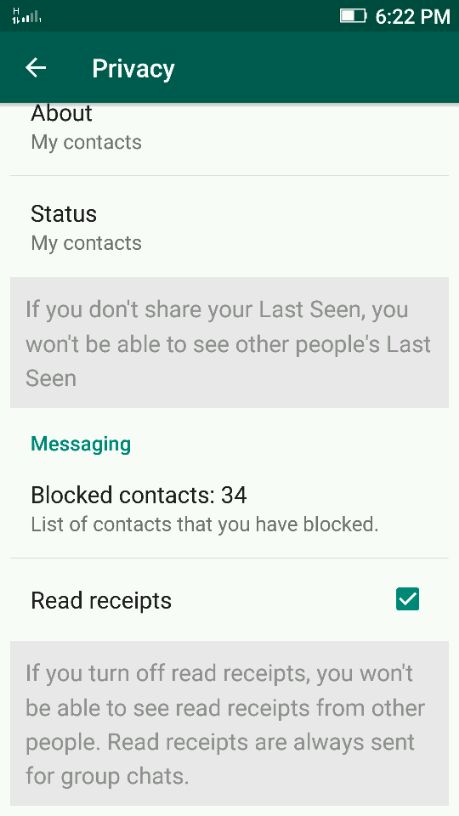 H
6:22 PM
Privacy
About
My contacts
Status
My contacts
If you don't share your Last Seen, you
won't be able to see other people's Last
Seen
Messaging
Blocked contacts: 34
List of contacts that you have blocked.
Read receipts
If you turn off read receipts, you won't
be able to see read receipts from other
people. Read receipts are always sent
for group chats.